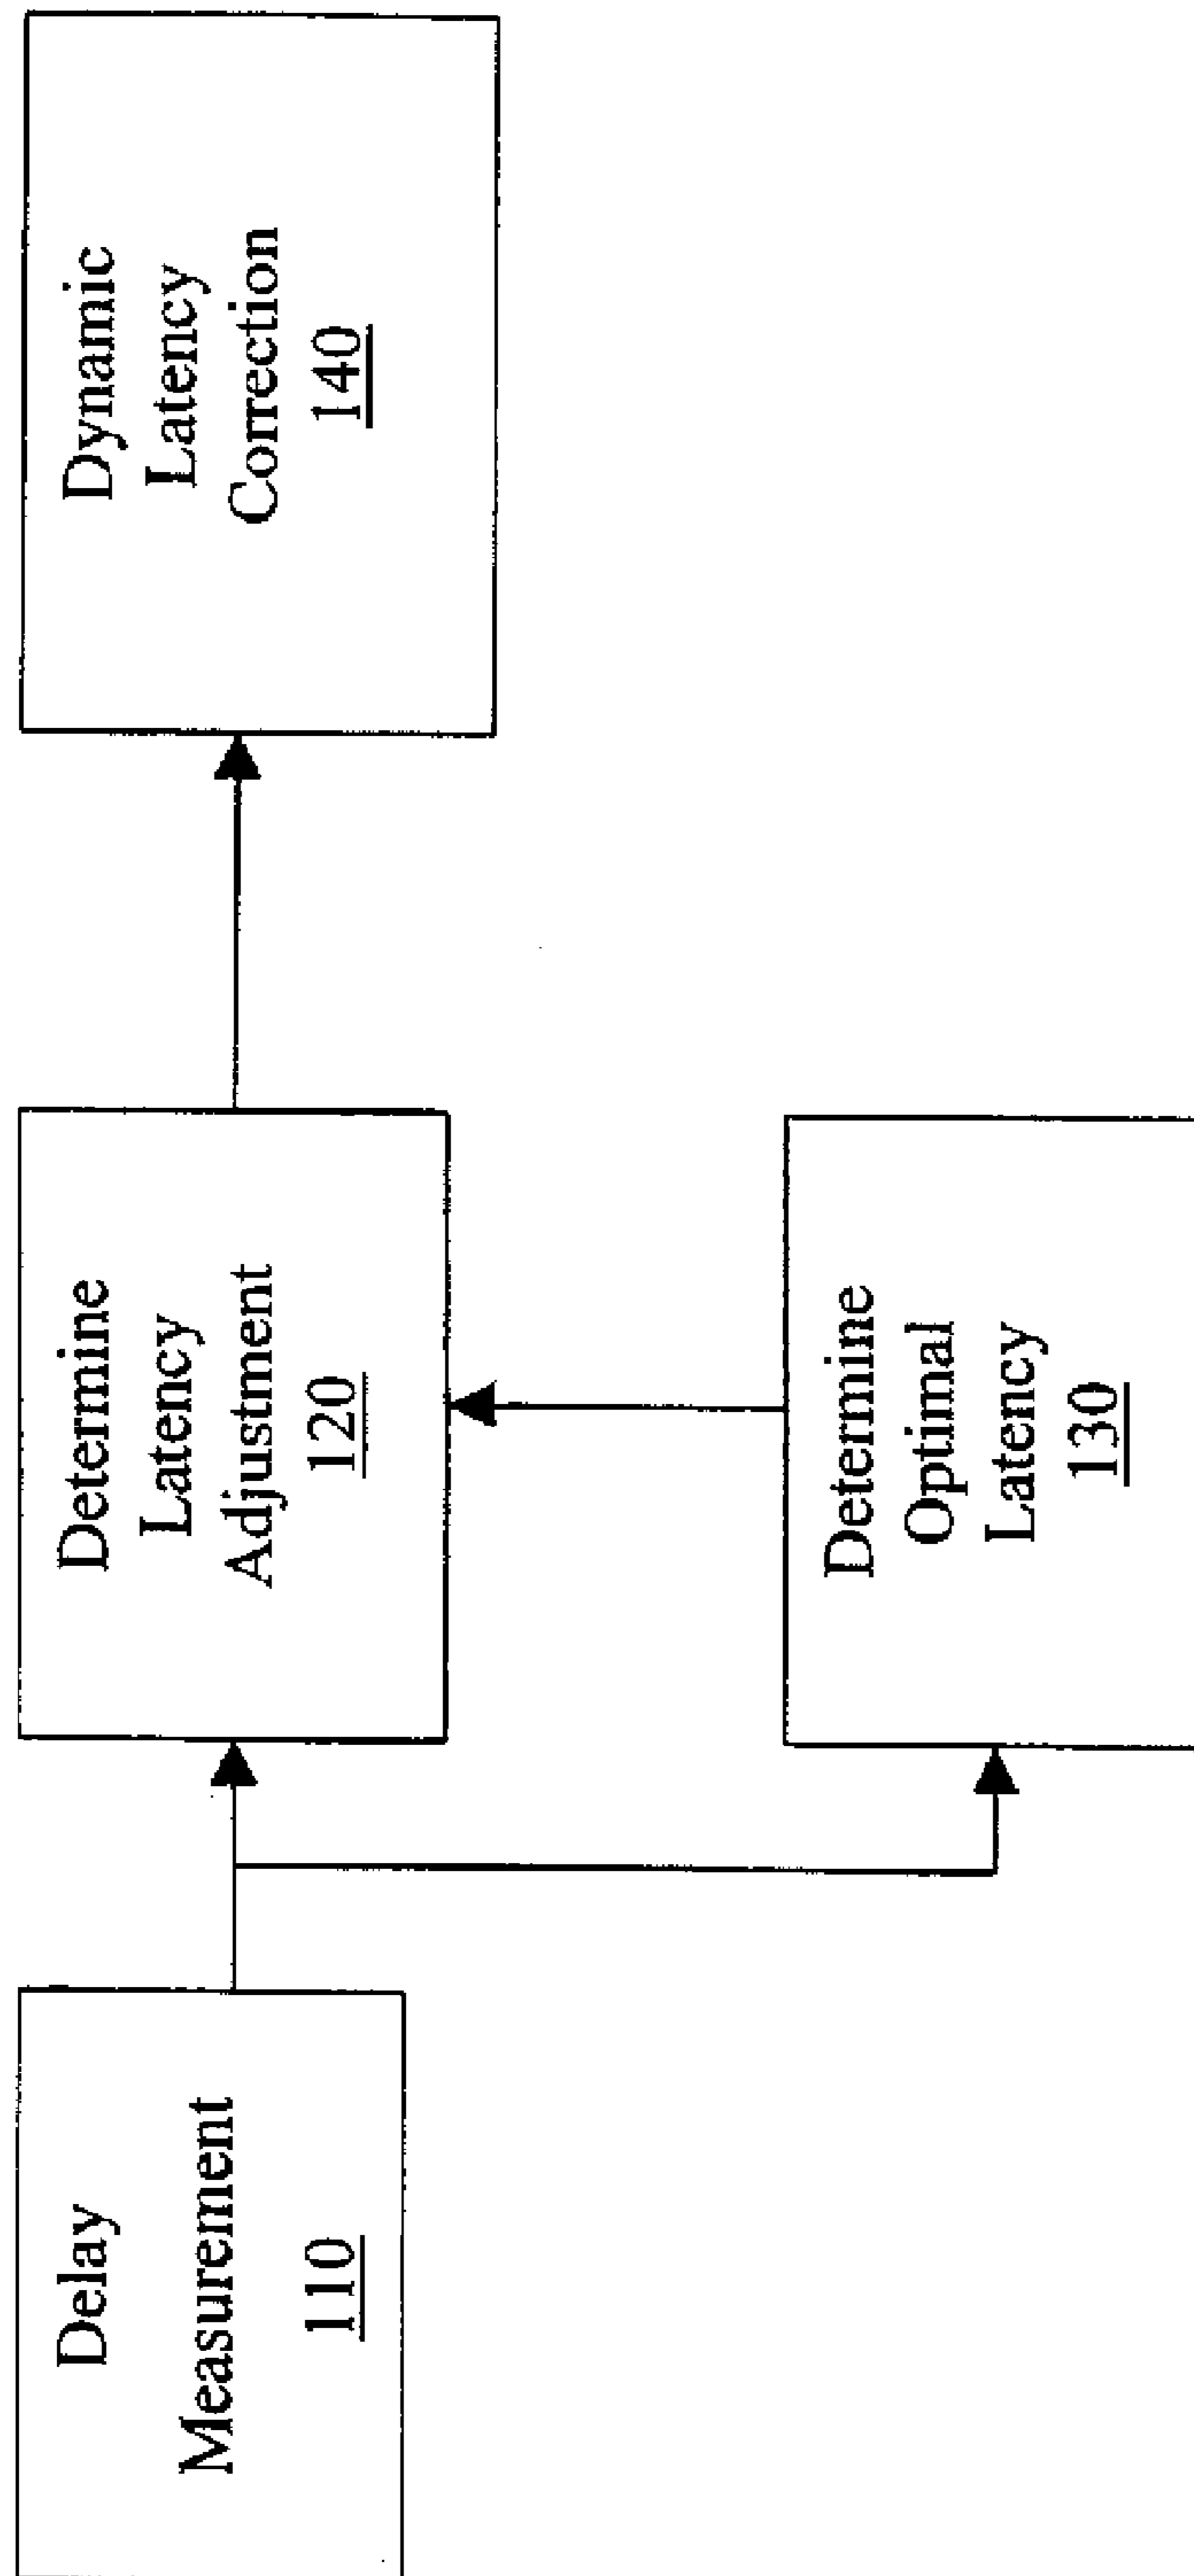 Delay
Measurement
110
Determine
Latency
Adjustment
120
Determine
Optimal
Latency
130
Dynamic
Latency
Correction
140